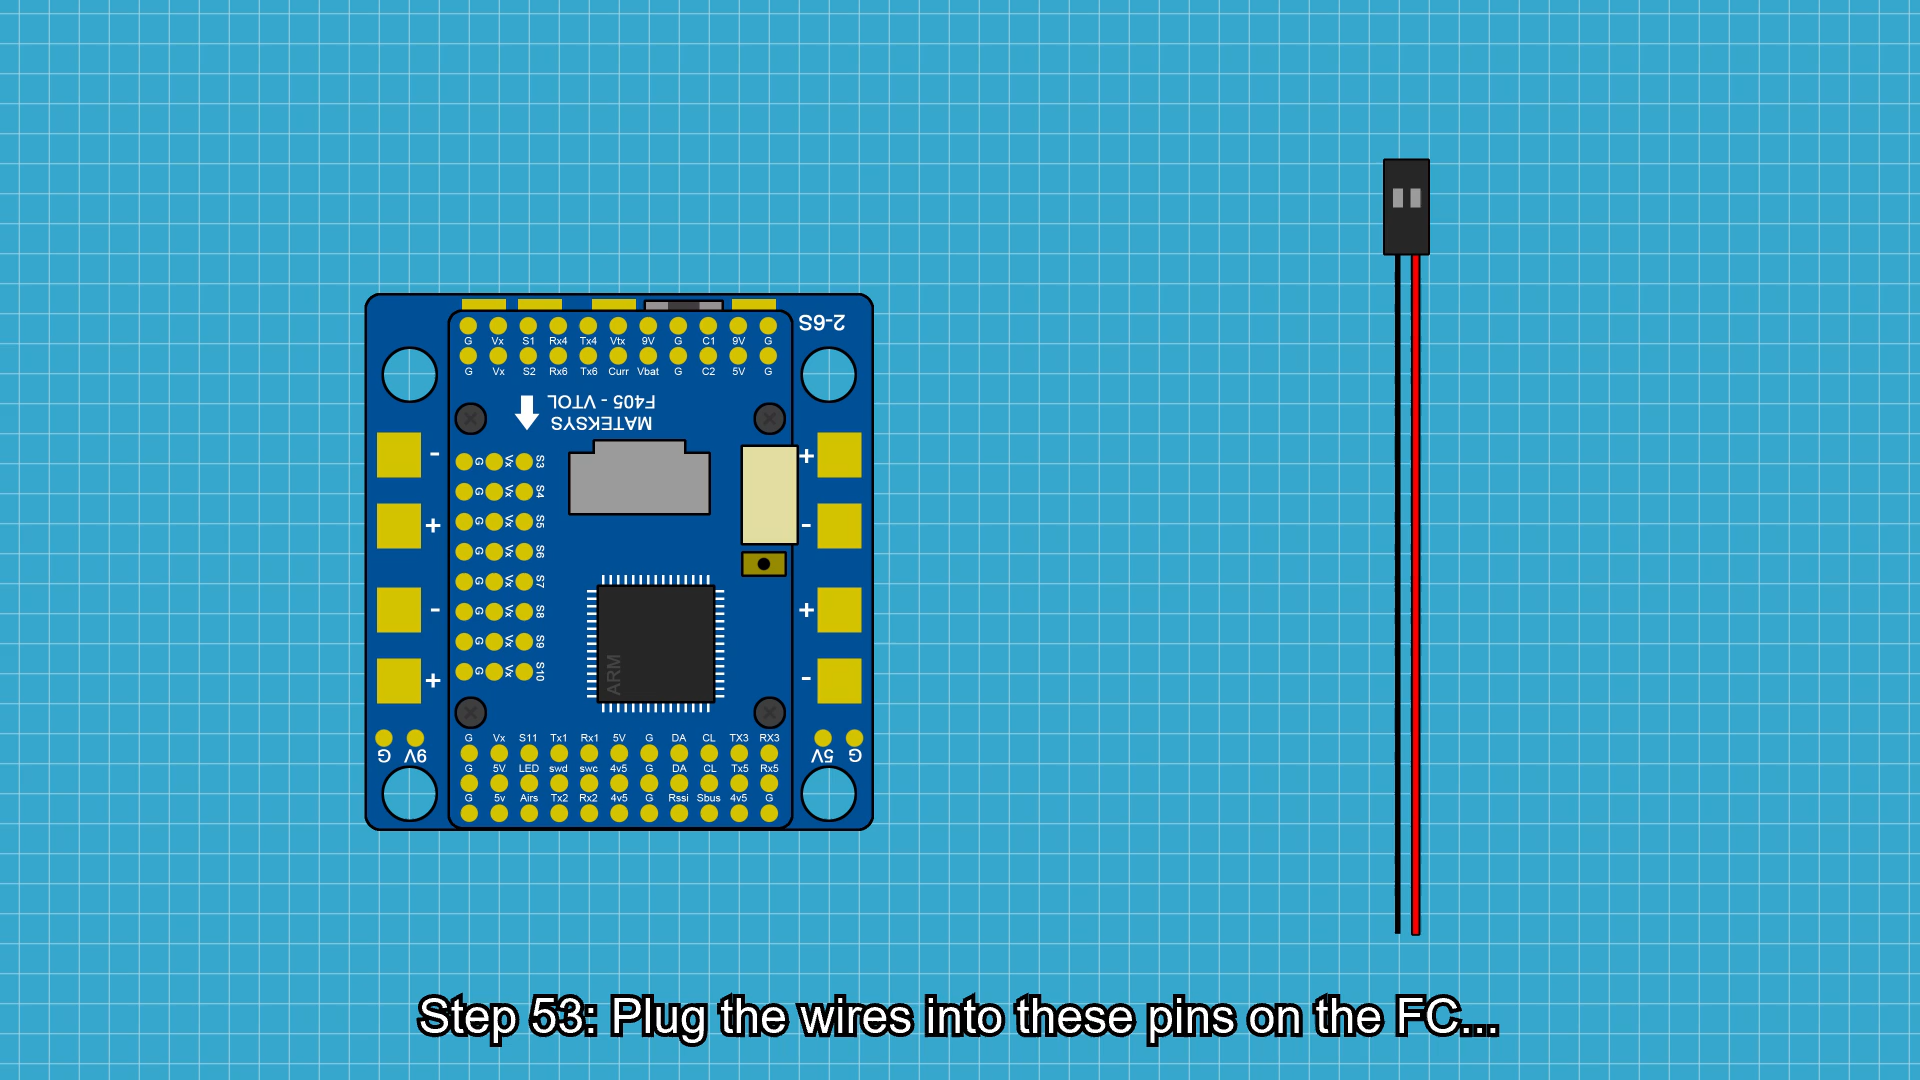 2-6S
G Vx S1 Rx4 Tx4 Vtx 9V G C1 9V G
G Vx S2 Rx6 Tx6 Curr Vbat G C2 5V G
F405 - VTOL
MATEKSYS
- G Vx S3 +
G Vx S4
+ G Vx S5 -
G Vx S6
G Vx S7
- G Vx S8 +
G Vx S9
+ G Vx S10 -
ARM
G Vx S11 Tx1 Rx1 5V G DA CL TX3 RX3
G 9V
5V G
G 5V LED swd swc 4v5 G DA CL Tx5 Rx5
G 5v Airs Tx2 Rx2 4v5 G Rssi Sbus 4v5 G
Step 53: Plug the wires into these pins on the FC...